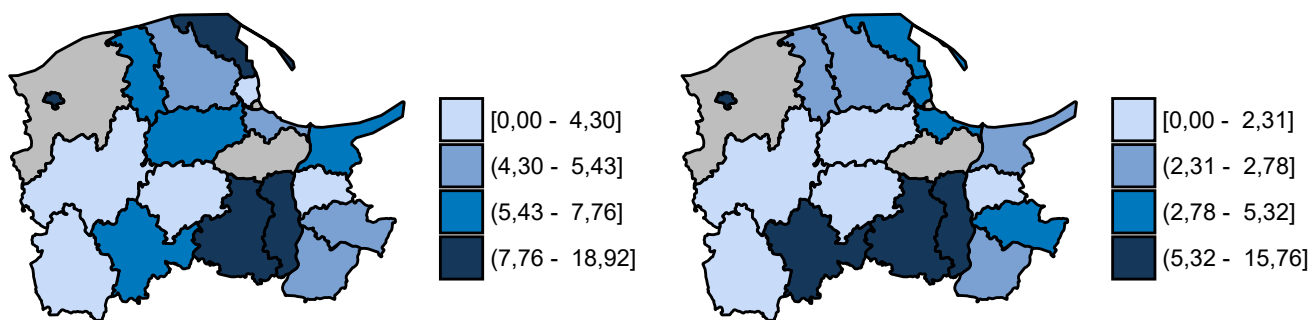 [0,00 - 4,30]
(4,30 - 5,43]
(5,43 - 7,76]
(7,76 - 18,92]
[0,00 - 2,31]
(2,31 - 2,78]
(2,78 - 5,32]
(5,32 - 15,76]